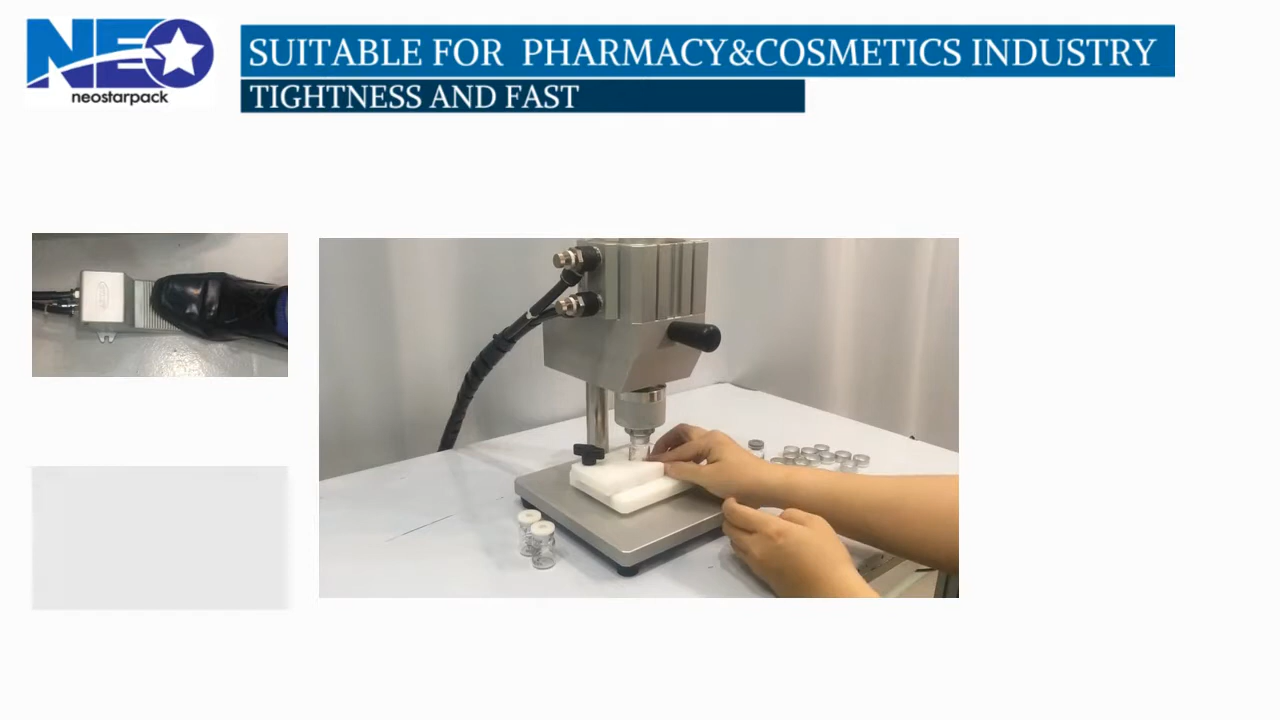 NEO
neostarpack
SUITABLE FOR PHARMACY&COSMETICS INDUSTRY
TIGHTNESS AND FAST